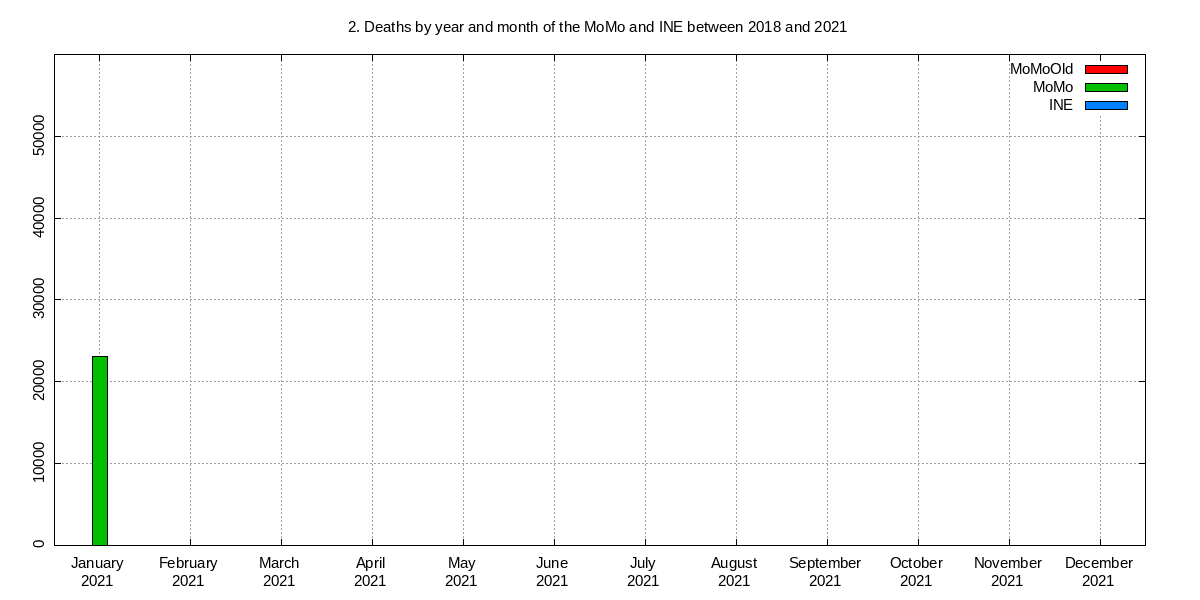 2. Deaths by year and month of the MoMo and INE between 2018 and 2021
MoMoOld
MoMo
INE
50000
40000
30000
20000
10000
0
January February March April May June July August September October November December
2021 2021 2021 2021 2021 2021 2021 2021 2021 2021 2021 2021